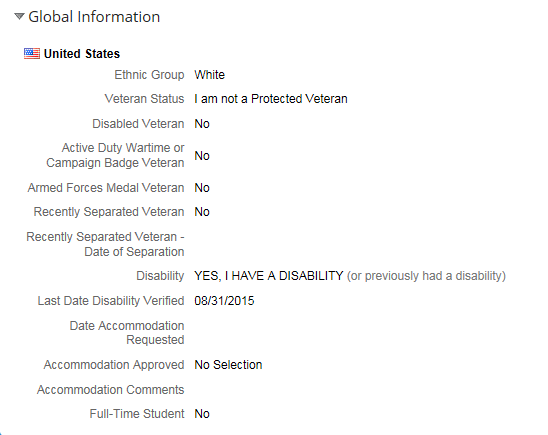 Global Information
United States
Ethnic Group White
Veteran Status I am not a Protected Veteran
Disabled Veteran No
Active Duty Wartime or
Campaign Badge Veteran No
Armed Forces Medal Veteran No
Recently Separated Veteran No
Recently Separated Veteran -
Date of Separation
Disability YES, I HAVE A DISABILITY (or previously had a disability)
Last Date Disability Verified 08/31/2015
Date Accommodation
Requested
Accommodation Approved No Selection
Accommodation Comments
Full-Time Student No